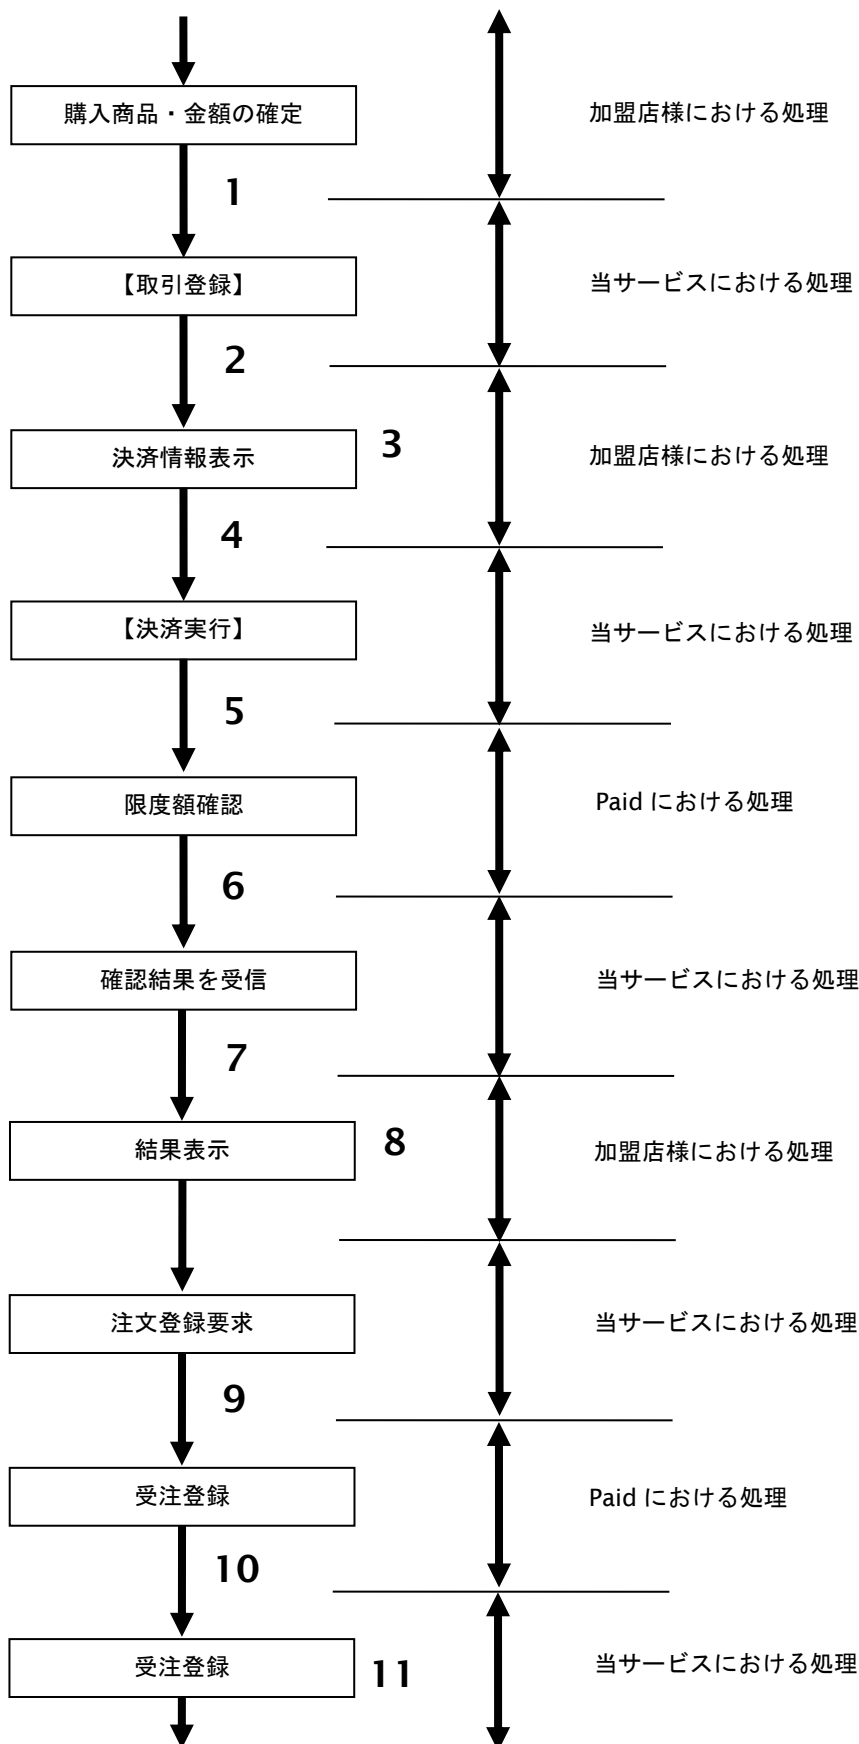 購入商品・金額の確定
加盟店様における処理
1
【取引登録】
当サービスにおける処理
2
決済情報表示
3
加盟店様における処理
4
【決済実行】
当サービスにおける処理
5
限度額確認
Paid における処理
6
確認結果を受信
当サービスにおける処理
7
結果表示
8
加盟店様における処理
注文登録要求
当サービスにおける処理
9
受注登録
Paid における処理
10
受注登録
11
当サービスにおける処理